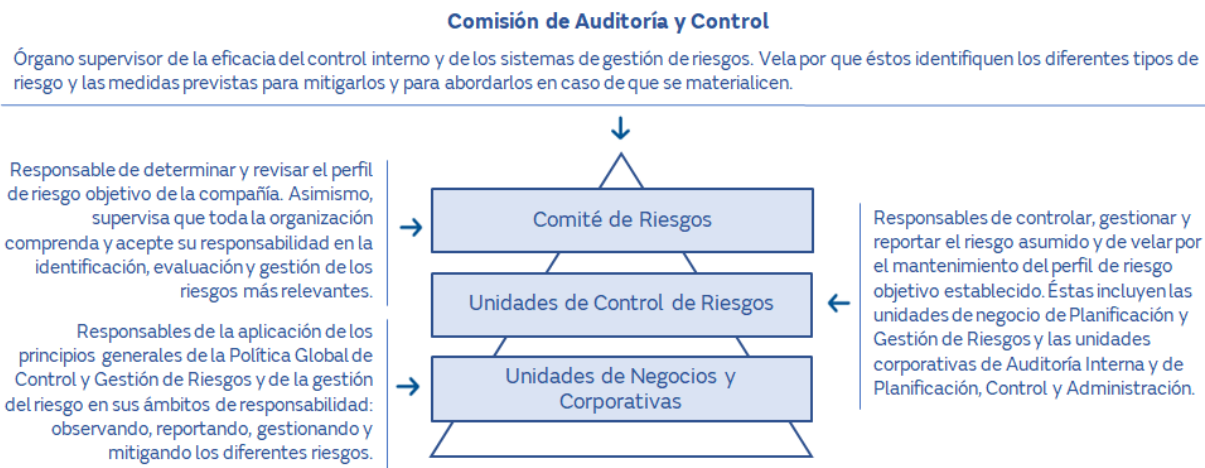 Comisión de Auditoría y Control
Órgano supervisor de la eficacia del control interno y de los sistemas de gestión de riesgos. Vela por que éstos identifiquen los diferentes tipos de
riesgo y las medidas previstas para mitigarlos y para abordarlos en caso de que se materialicen.
Responsable de determinar y revisar el perfil
de riesgo objetivo de la compañía. Asimismo,
supervisa que toda la organización
comprenda y acepte su responsabilidad en la
identificación, evaluación y gestión de los
riesgos más relevantes.
Comité de Riesgos
Unidades de Control de Riesgos
Responsables de controlar, gestionar y
reportar el riesgo asumido y de velar por
el mantenimiento del perfil de riesgo
objetivo establecido. Éstas incluyen las
unidades de negocio de Planificación y
Gestión de Riesgos y las unidades
corporativas de Auditoría Interna y de
Planificación, Control y Administración.
Responsables de la aplicación de los
principios generales de la Política Global de
Control y Gestión de Riesgos y de la gestión
del riesgo en sus ámbitos de responsabilidad:
observando, reportando, gestionando y
mitigando los diferentes riesgos.
Unidades de Negocios y
Corporativas